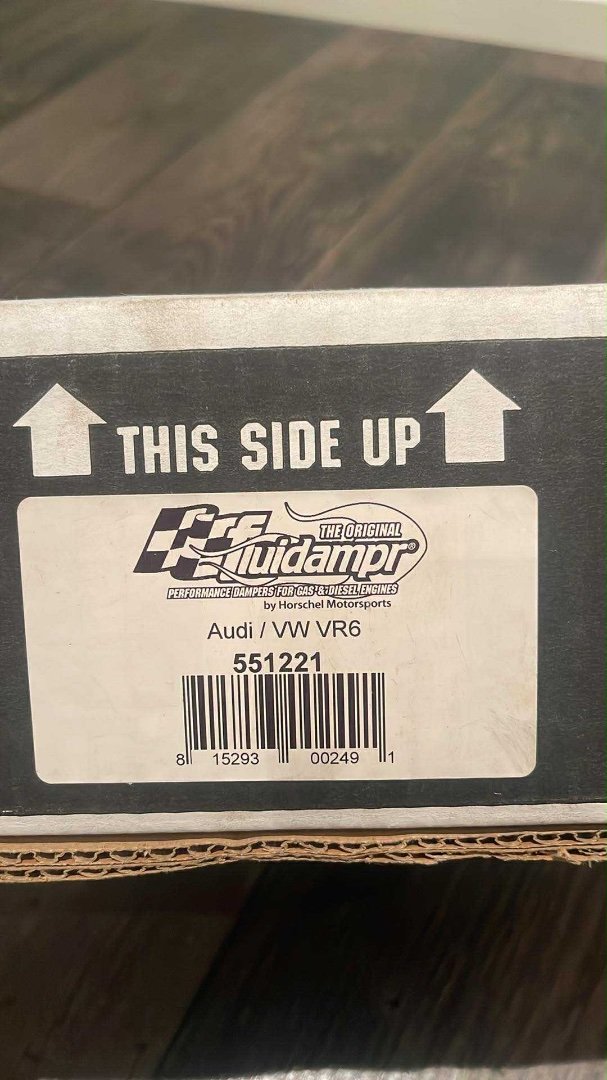 THIS SIDE UP
THE ORIGINAL
fluidampr®
PERFORMANCE DAMPERS FOR GAS & DIESEL ENGINES
by Horschel Motorsports
Audi / VW VR6
551221
8 15293 00249 1